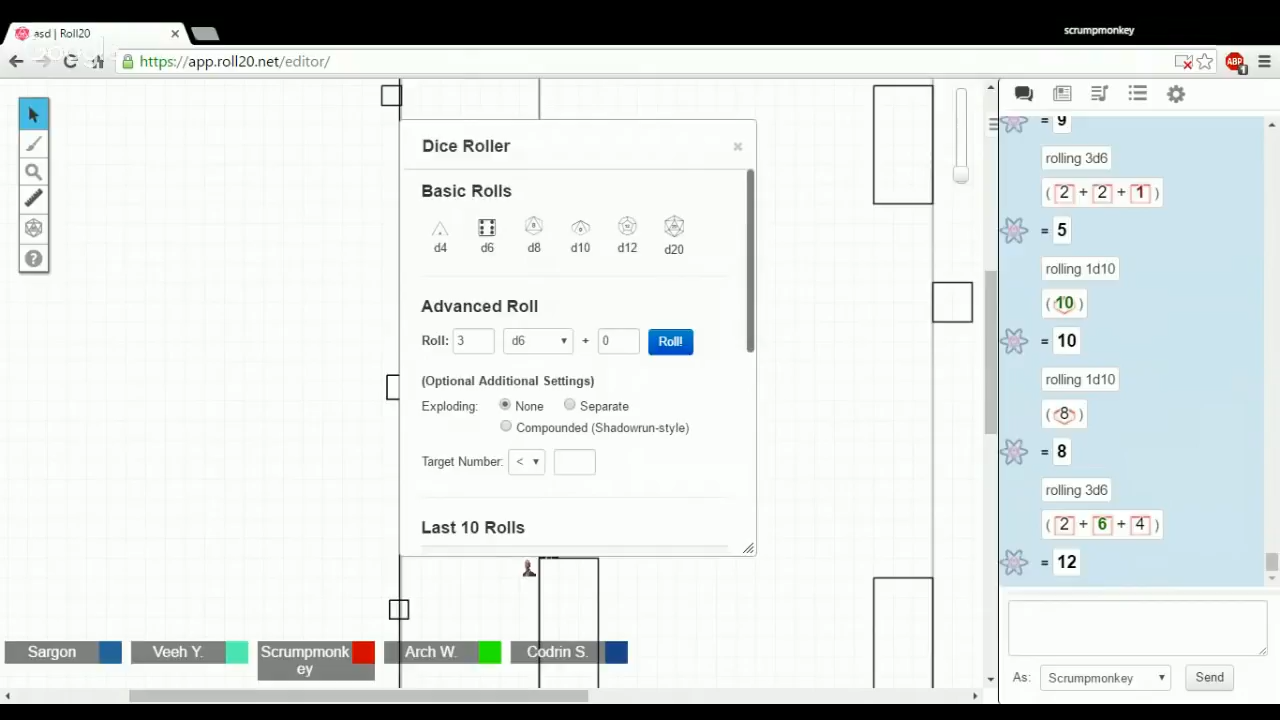 asd | Roll20
scrumpmonkey
https://app.roll20.net/editor/
ABP
Dice Roller
Basic Rolls
d4 d6 d8 d10 d12 d20
Advanced Roll
Roll: 3 d6 + 0 Roll!
(Optional Additional Settings)
Exploding: None Separate
Compounded (Shadowrun-style)
Target Number: <
Last 10 Rolls
= 9
rolling 3d6
(2+2+1)
= 5
rolling 1d10
(10)
= 10
rolling 1d10
(8)
= 8
rolling 3d6
(2+6+4)
= 12
Sargon
Veeh Y.
Scrumpmonk
ey
Arch W.
Codrin S.
As: Scrumpmonkey Send